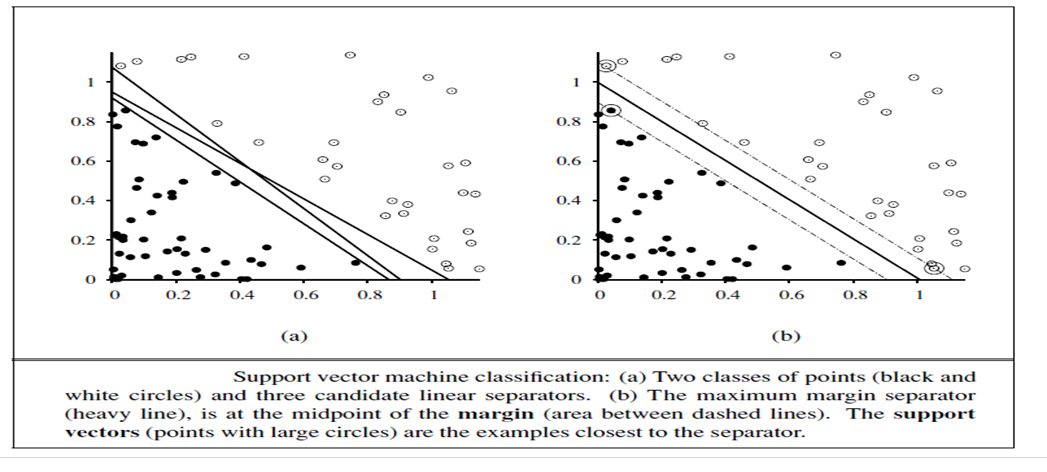 1
0.8
0.6
0.4
0.2
0
0 0.2 0.4 0.6 0.8 1
(a)
1
0.8
0.6
0.4
0.2
0
0 0.2 0.4 0.6 0.8 1
(b)
Support vector machine classification: (a) Two classes of points (black and
white circles) and three candidate linear separators. (b) The maximum margin separator
(heavy line), is at the midpoint of the margin (area between dashed lines). The support
vectors (points with large circles) are the examples closest to the separator.